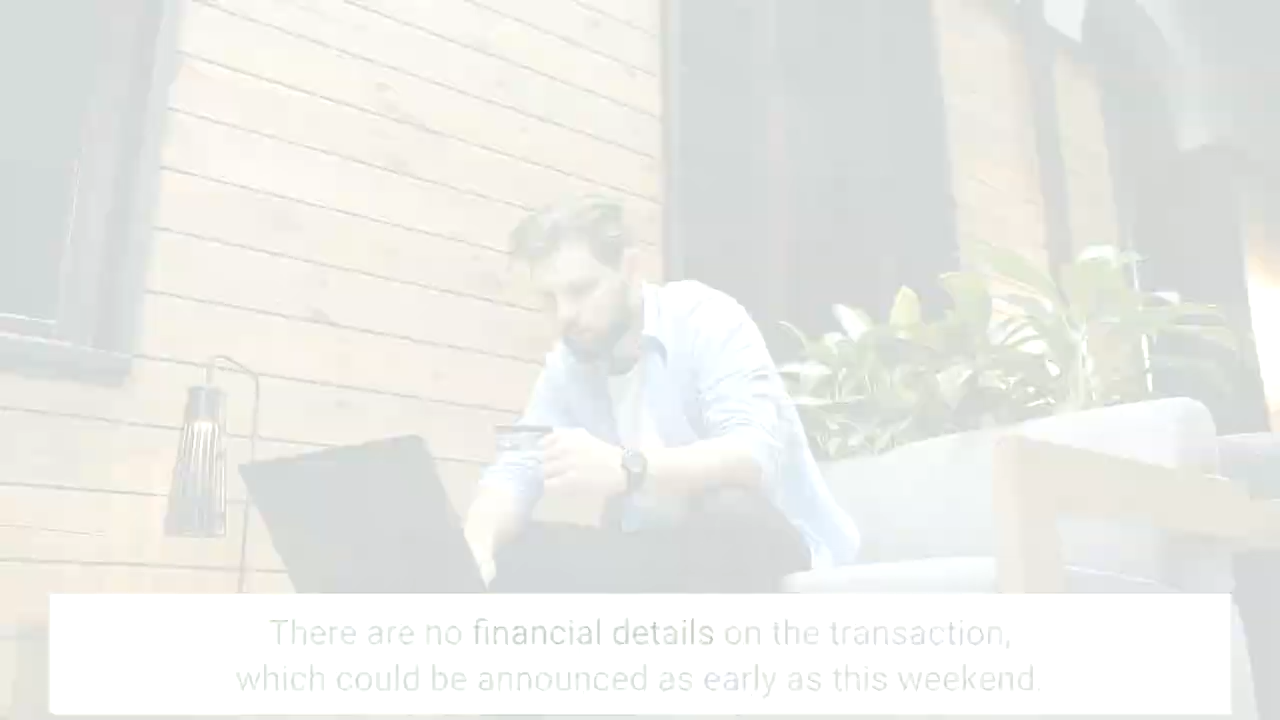 There are no financial details on the transaction,
which could be announced as early as this weekend.